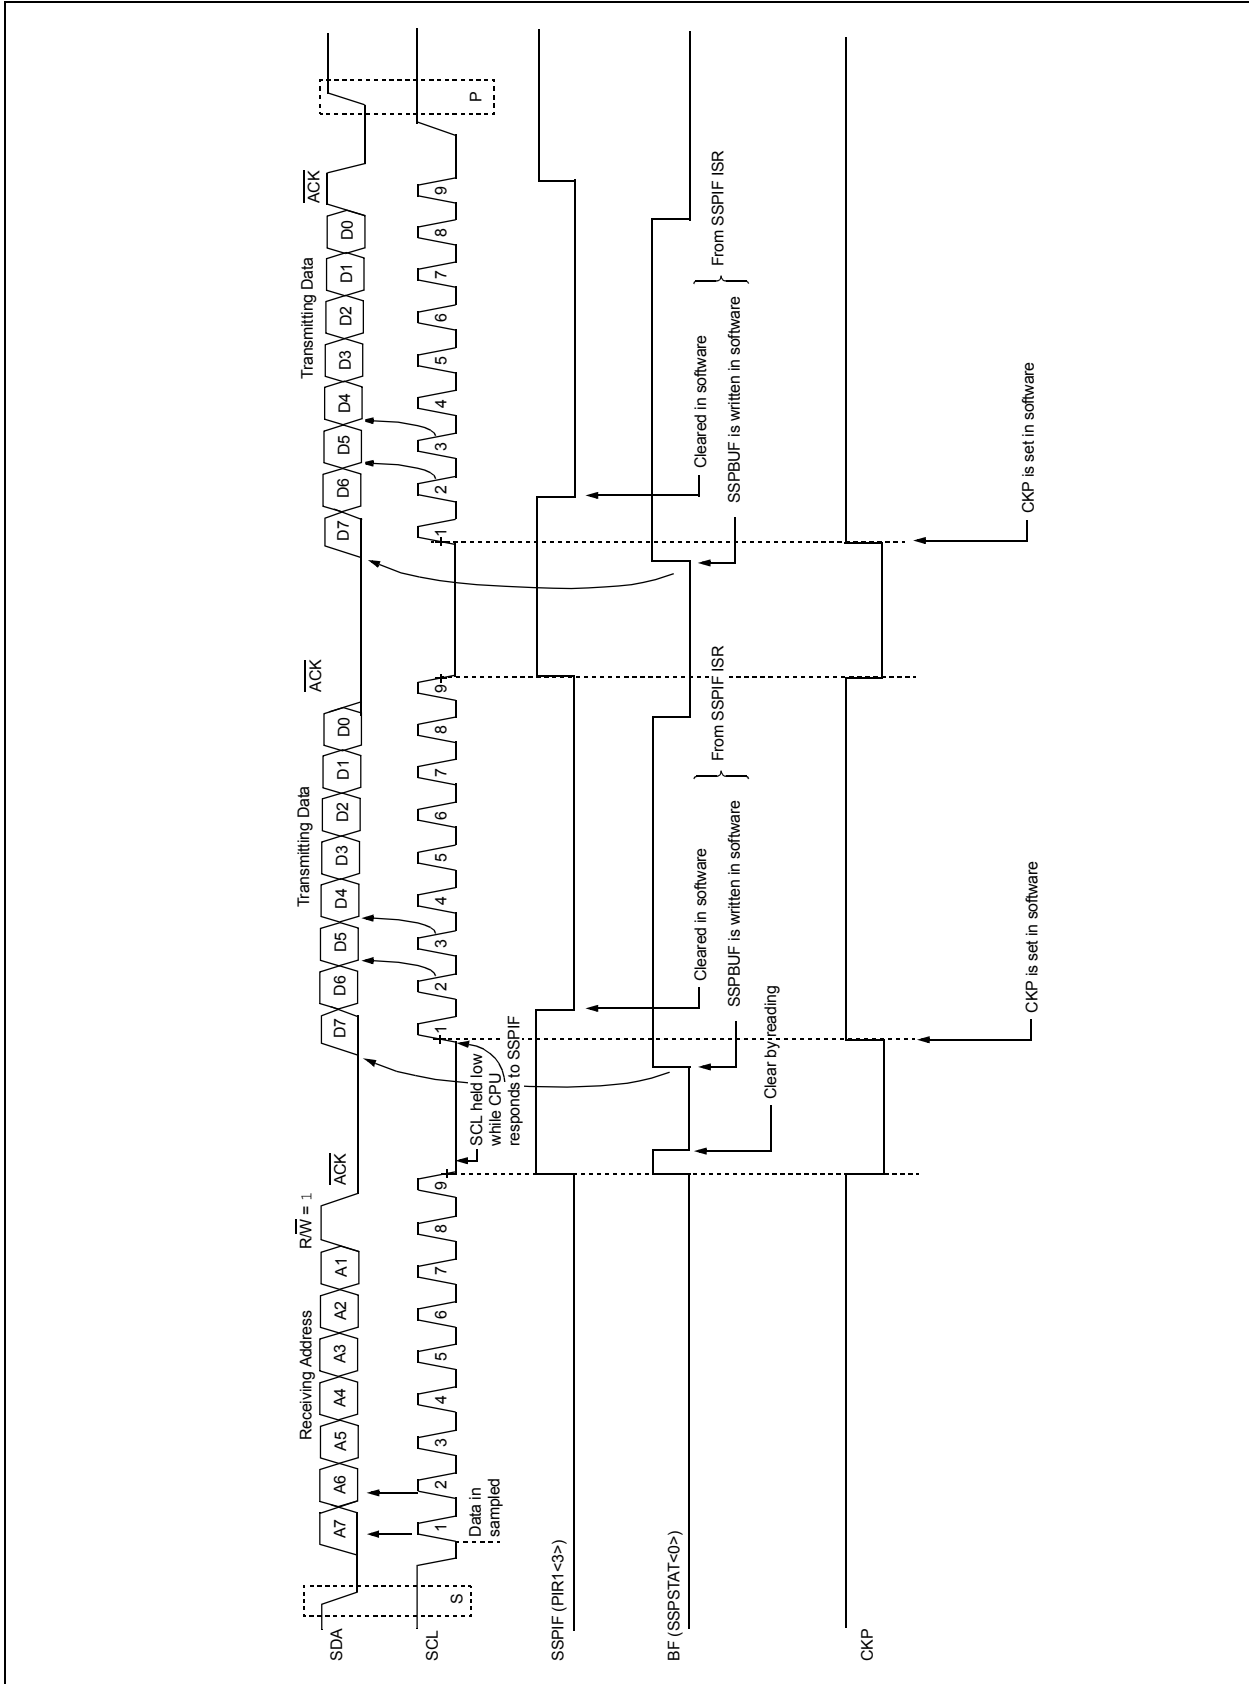 Receiving Address
R/W = 1
ACK
Transmitting Data
ACK
Transmitting Data
ACK
SDA
A7 A6 A5 A4 A3 A2 A1
D7 D6 D5 D4 D3 D2 D1 D0
D7 D6 D5 D4 D3 D2 D1 D0
SCL
1 2 3 4 5 6 7 8 9
1 2 3 4 5 6 7 8 9
1 2 3 4 5 6 7 8 9
S
P
Data in
sampled
SCL held low
while CPU
responds to SSPIF
SSPIF (PIR1<3>)
Cleared in software
Cleared in software
BF (SSPSTAT<0>)
From SSPIF ISR
From SSPIF ISR
SSPBUF is written in software
SSPBUF is written in software
Clear by reading
CKP
CKP is set in software
CKP is set in software